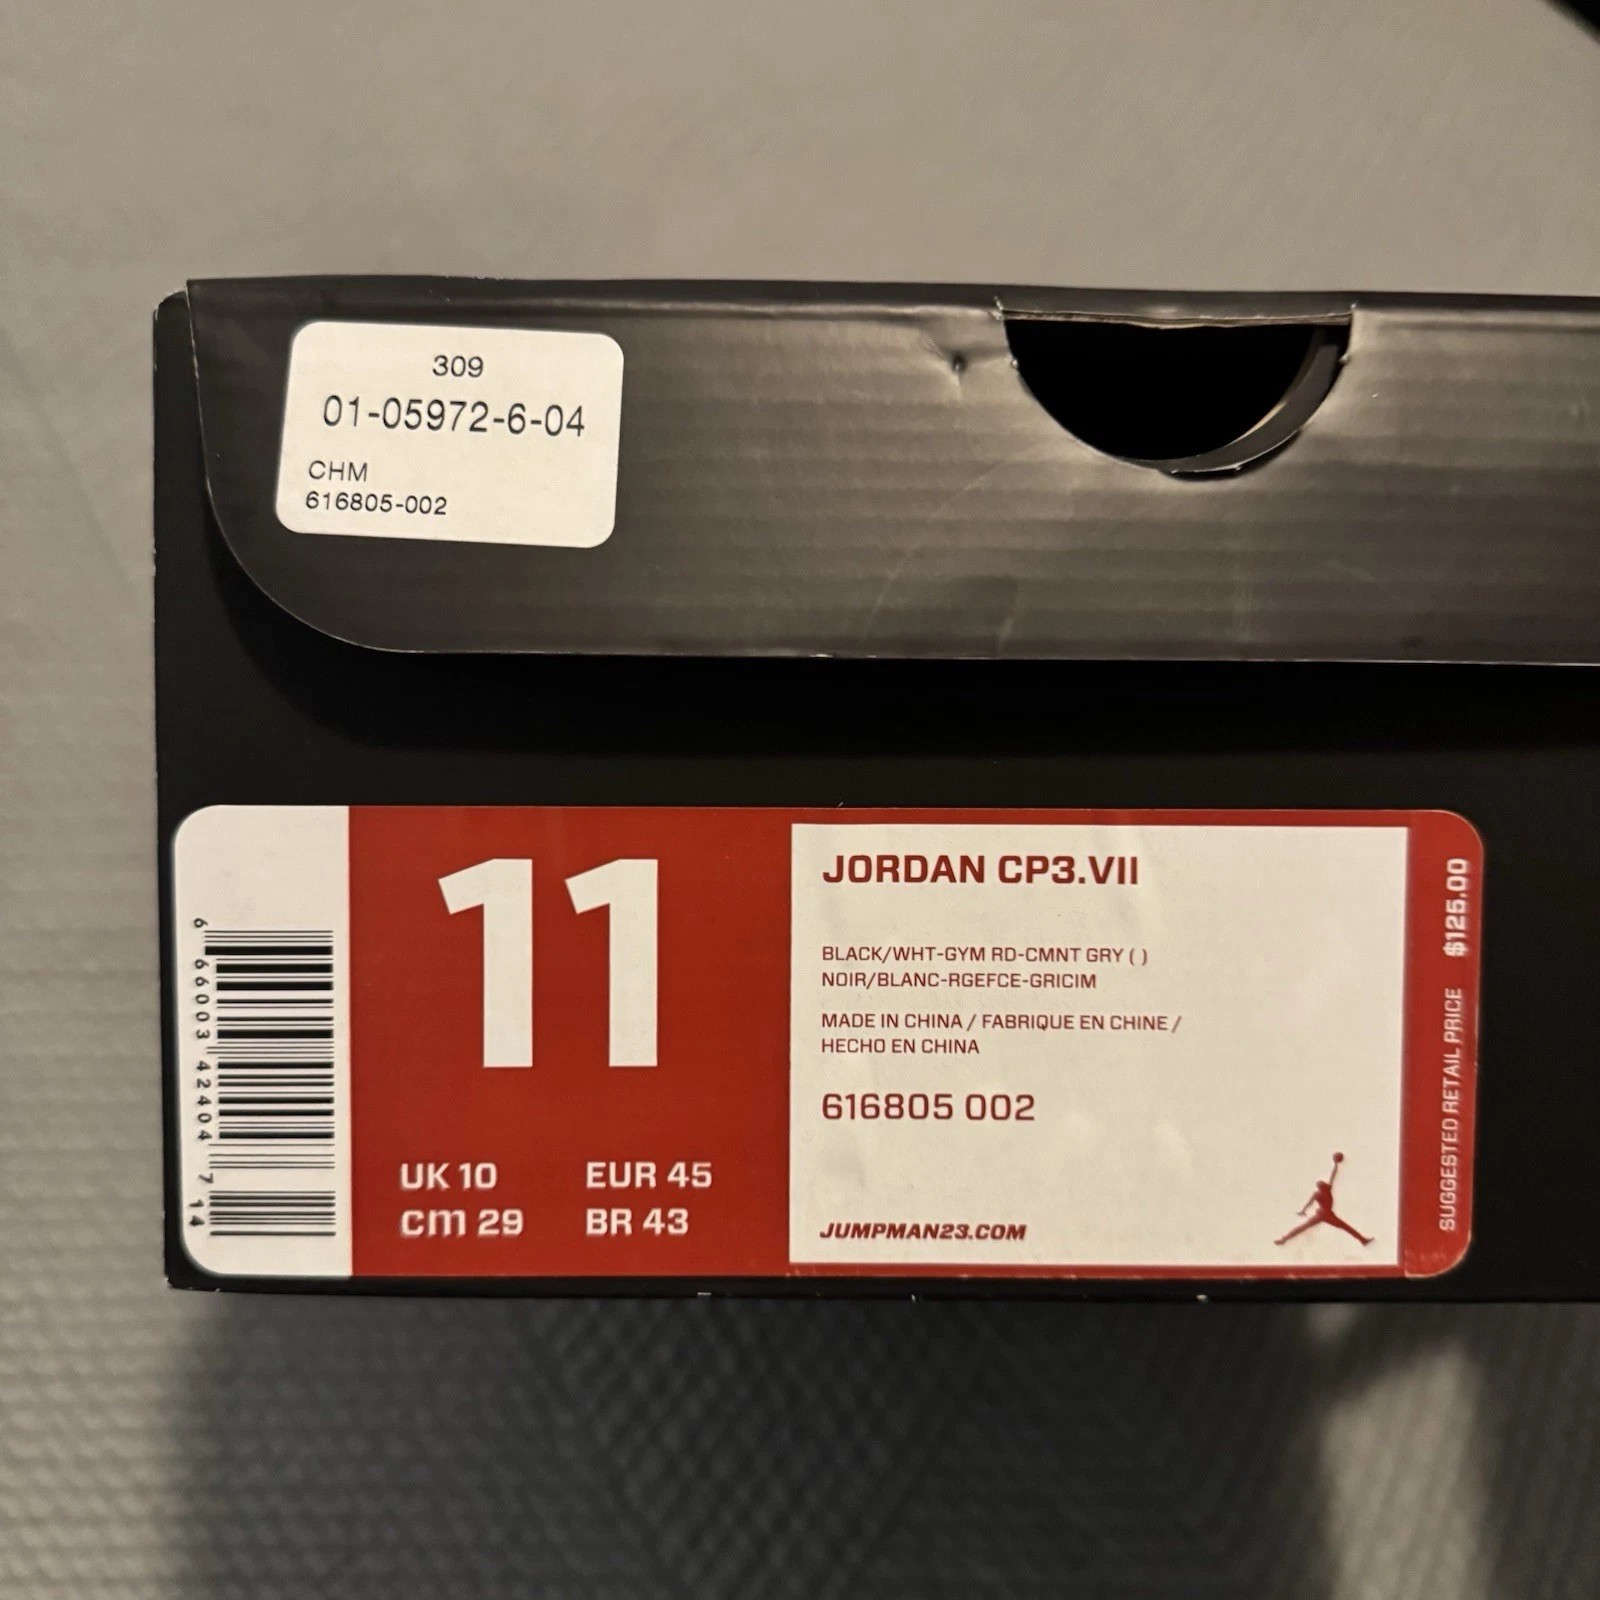 309
01-05972-6-04
CHM
616805-002
11
UK 10
EUR 45
cm 29
BR 43
JORDAN CP3.VII
BLACK/WHT-GYM RD-CMNT GRY ( )
NOIR/BLANC-RGEFCE-GRICIM
MADE IN CHINA / FABRIQUE EN CHINE /
HECHO EN CHINA
616805 002
JUMPMAN23.COM
SUGGESTED RETAIL PRICE $125.00
6 66003 42404 7 14